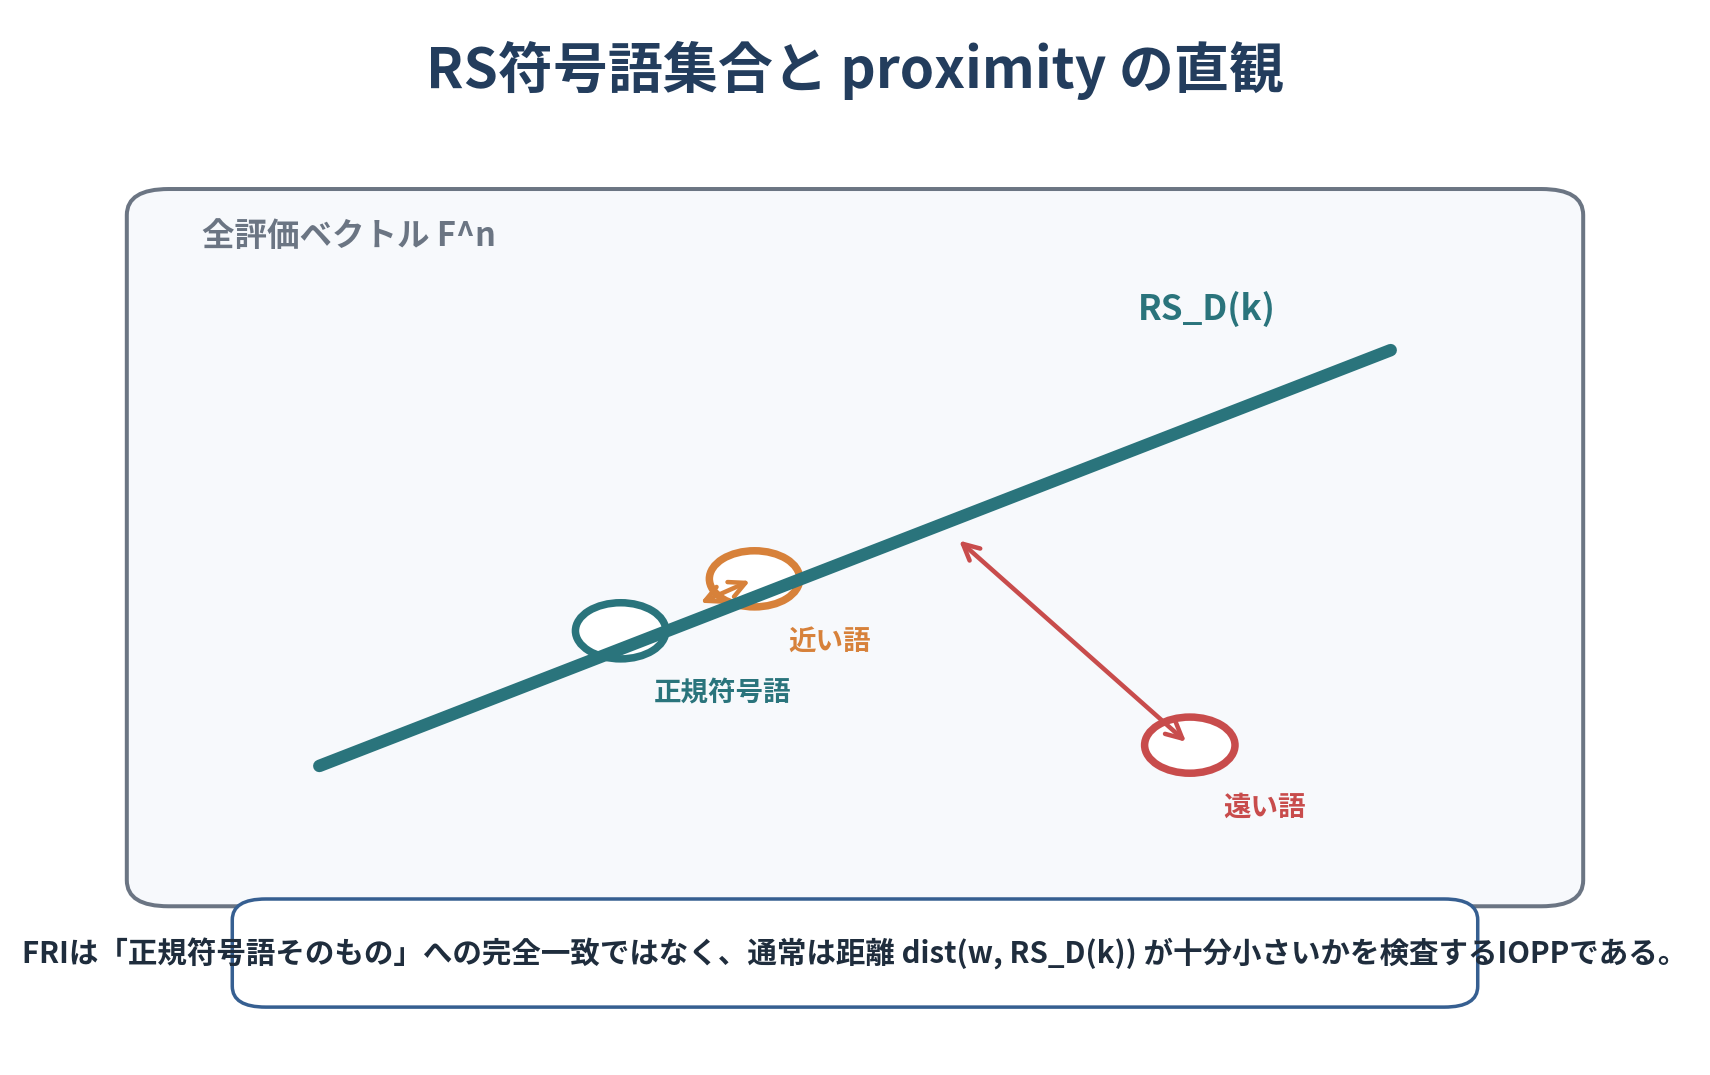 RS符号語集合と proximity の直観
全評価ベクトル F^n
RS_D(k)
近い語
正規符号語
遠い語
FRIは「正規符号語そのもの」への完全一致ではなく、通常は距離 dist(w, RS_D(k)) が十分小さいかを検査するIOPPである。